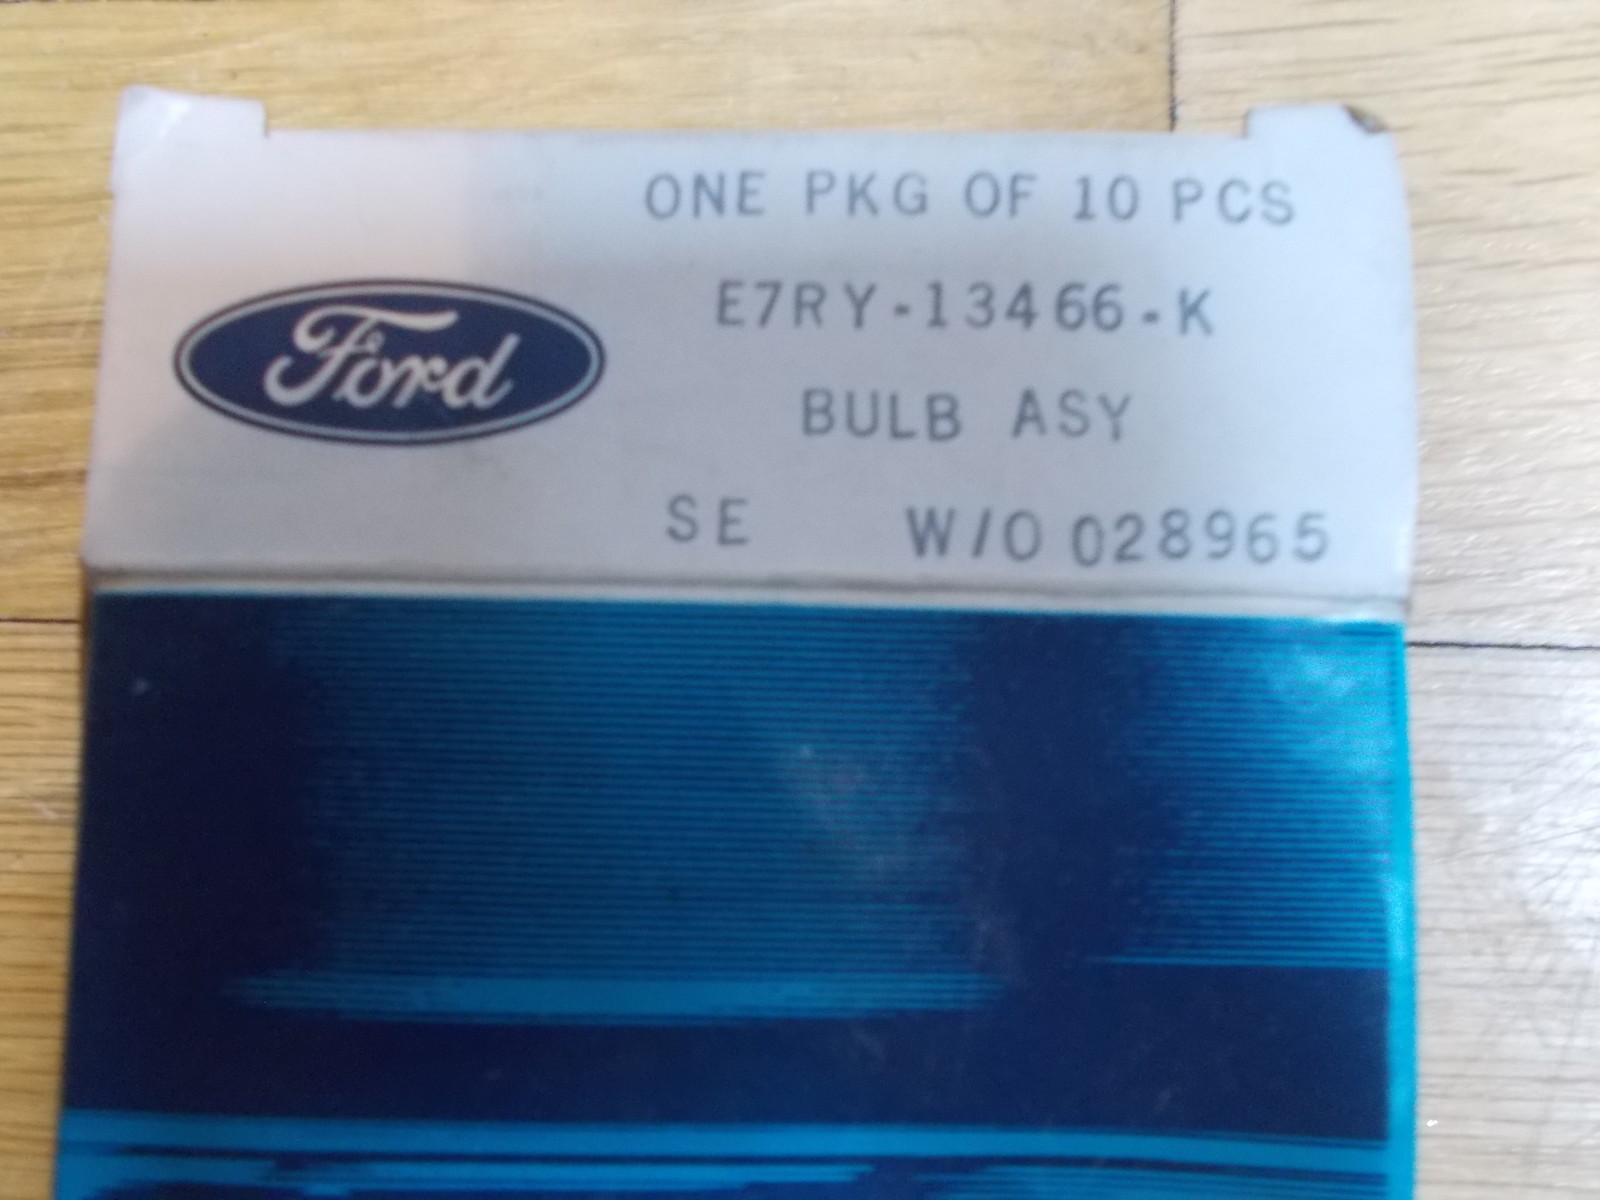 ONE PKG OF 10 PCS
Ford
E7RY-13466-K
BULB ASY
SE W/O 028965